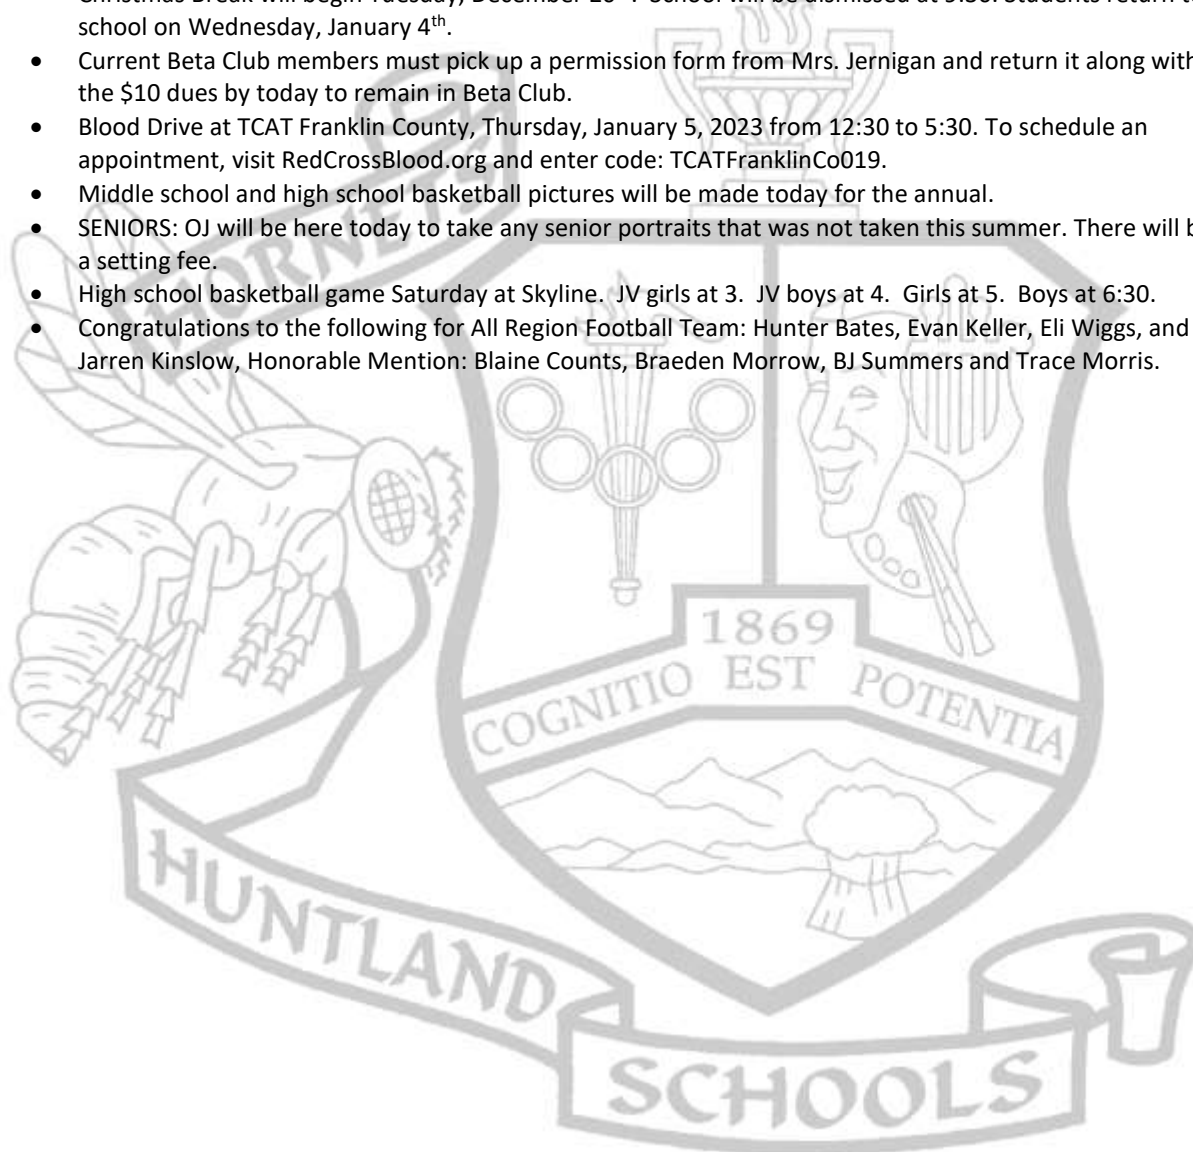 school on Wednesday, January 4th.
• Current Beta Club members must pick up a permission form from Mrs. Jernigan and return it along with
the $10 dues by today to remain in Beta Club.
• Blood Drive at TCAT Franklin County, Thursday, January 5, 2023 from 12:30 to 5:30. To schedule an
appointment, visit RedCrossBlood.org and enter code: TCATFranklinCo019.
• Middle school and high school basketball pictures will be made today for the annual.
• SENIORS: OJ will be here today to take any senior portraits that was not taken this summer. There will
a setting fee.
• High school basketball game Saturday at Skyline. JV girls at 3. JV boys at 4. Girls at 5. Boys at 6:30.
• Congratulations to the following for All Region Football Team: Hunter Bates, Evan Keller, Eli Wiggs, and
Jarren Kinslow, Honorable Mention: Blaine Counts, Braeden Morrow, BJ Summers and Trace Morris.
HORNETS
1869
COGNITIO EST POTENTIA
HUNTLAND
SCHOOLS